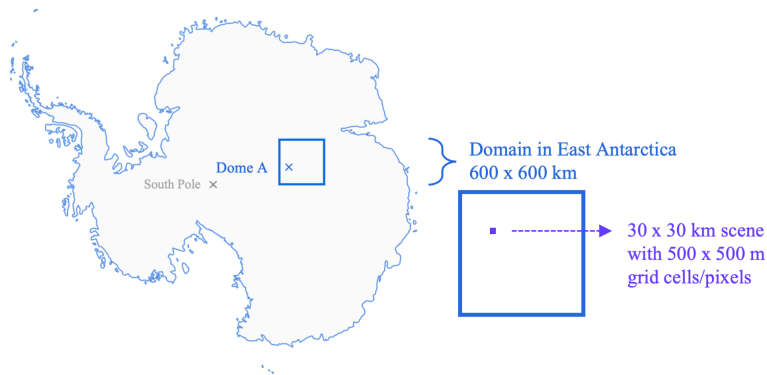 Dome A
South Pole
Domain in East Antarctica
600 x 600 km
30 x 30 km scene
with 500 x 500 m
grid cells/pixels